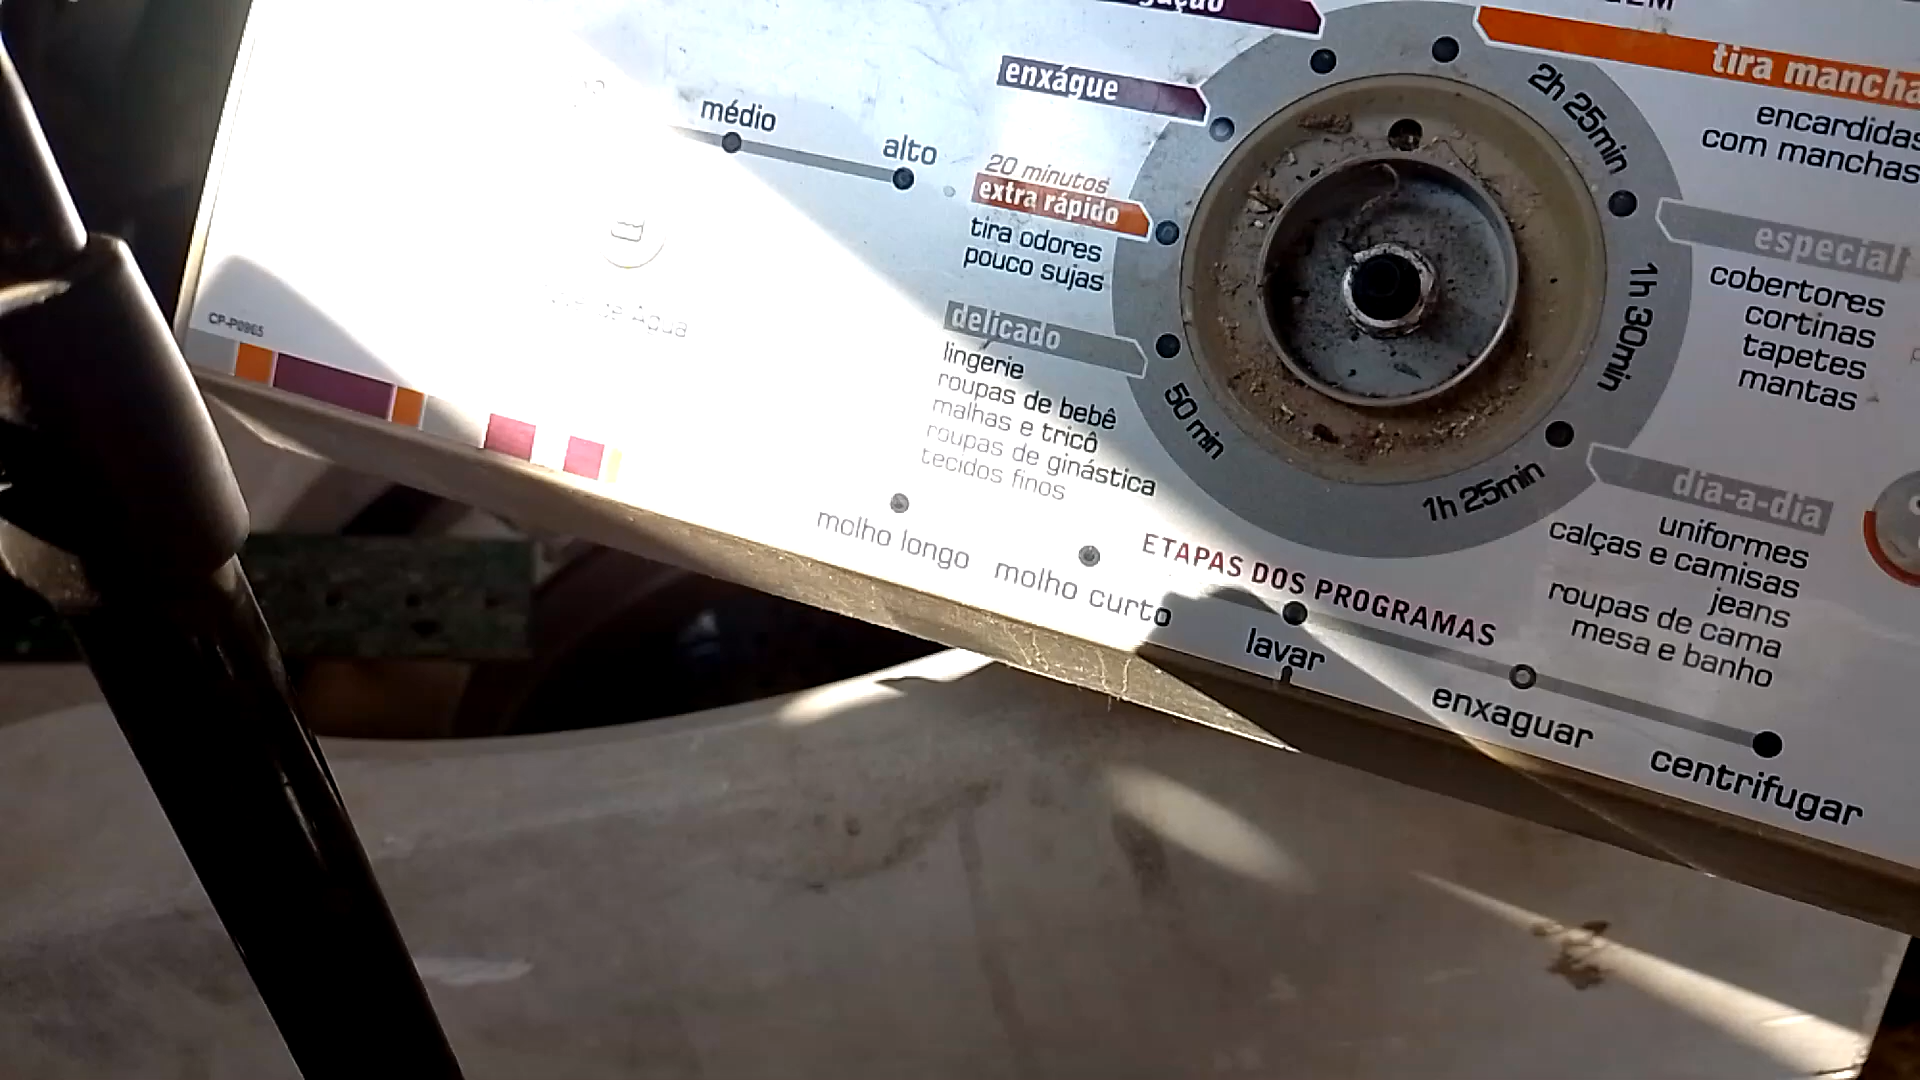 enxágue
médio
alto
20 minutos
extra rápido
tira odores
pouco sujas
delicado
lingerie
roupas de bebê
malhas e tricô
roupas de ginástica
tecidos finos
50 min
1h 25min
1h 30min
2h 25min
tira mancha
encardidas
com manchas
especial
cobertores
cortinas
tapetes
mantas
dia-a-dia
uniformes
calças e camisas
jeans
roupas de cama
mesa e banho
CP-P0965
de Água
molho longo
molho curto
ETAPAS DOS PROGRAMAS
lavar
enxaguar
centrifugar